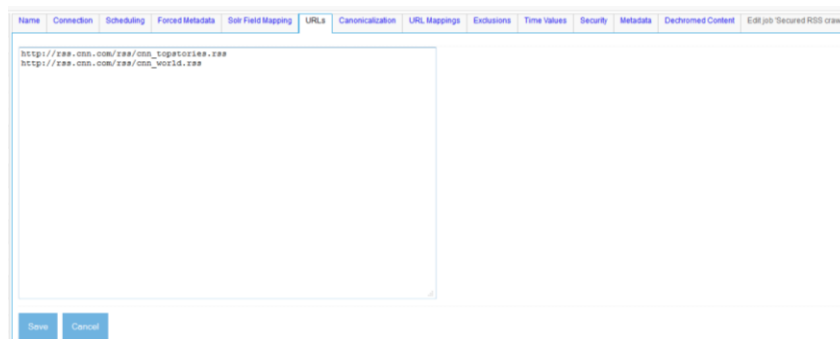 Name Connection Scheduling Forced Metadata Solr Field Mapping URLs Canonicalization URL Mappings Exclusions Time Values Security Metadata Dechromed Content Edit job 'Secured RSS craw
http://rss.cnn.com/rss/cnn_topstories.rss
http://rss.cnn.com/rss/cnn_world.rss
Save Cancel